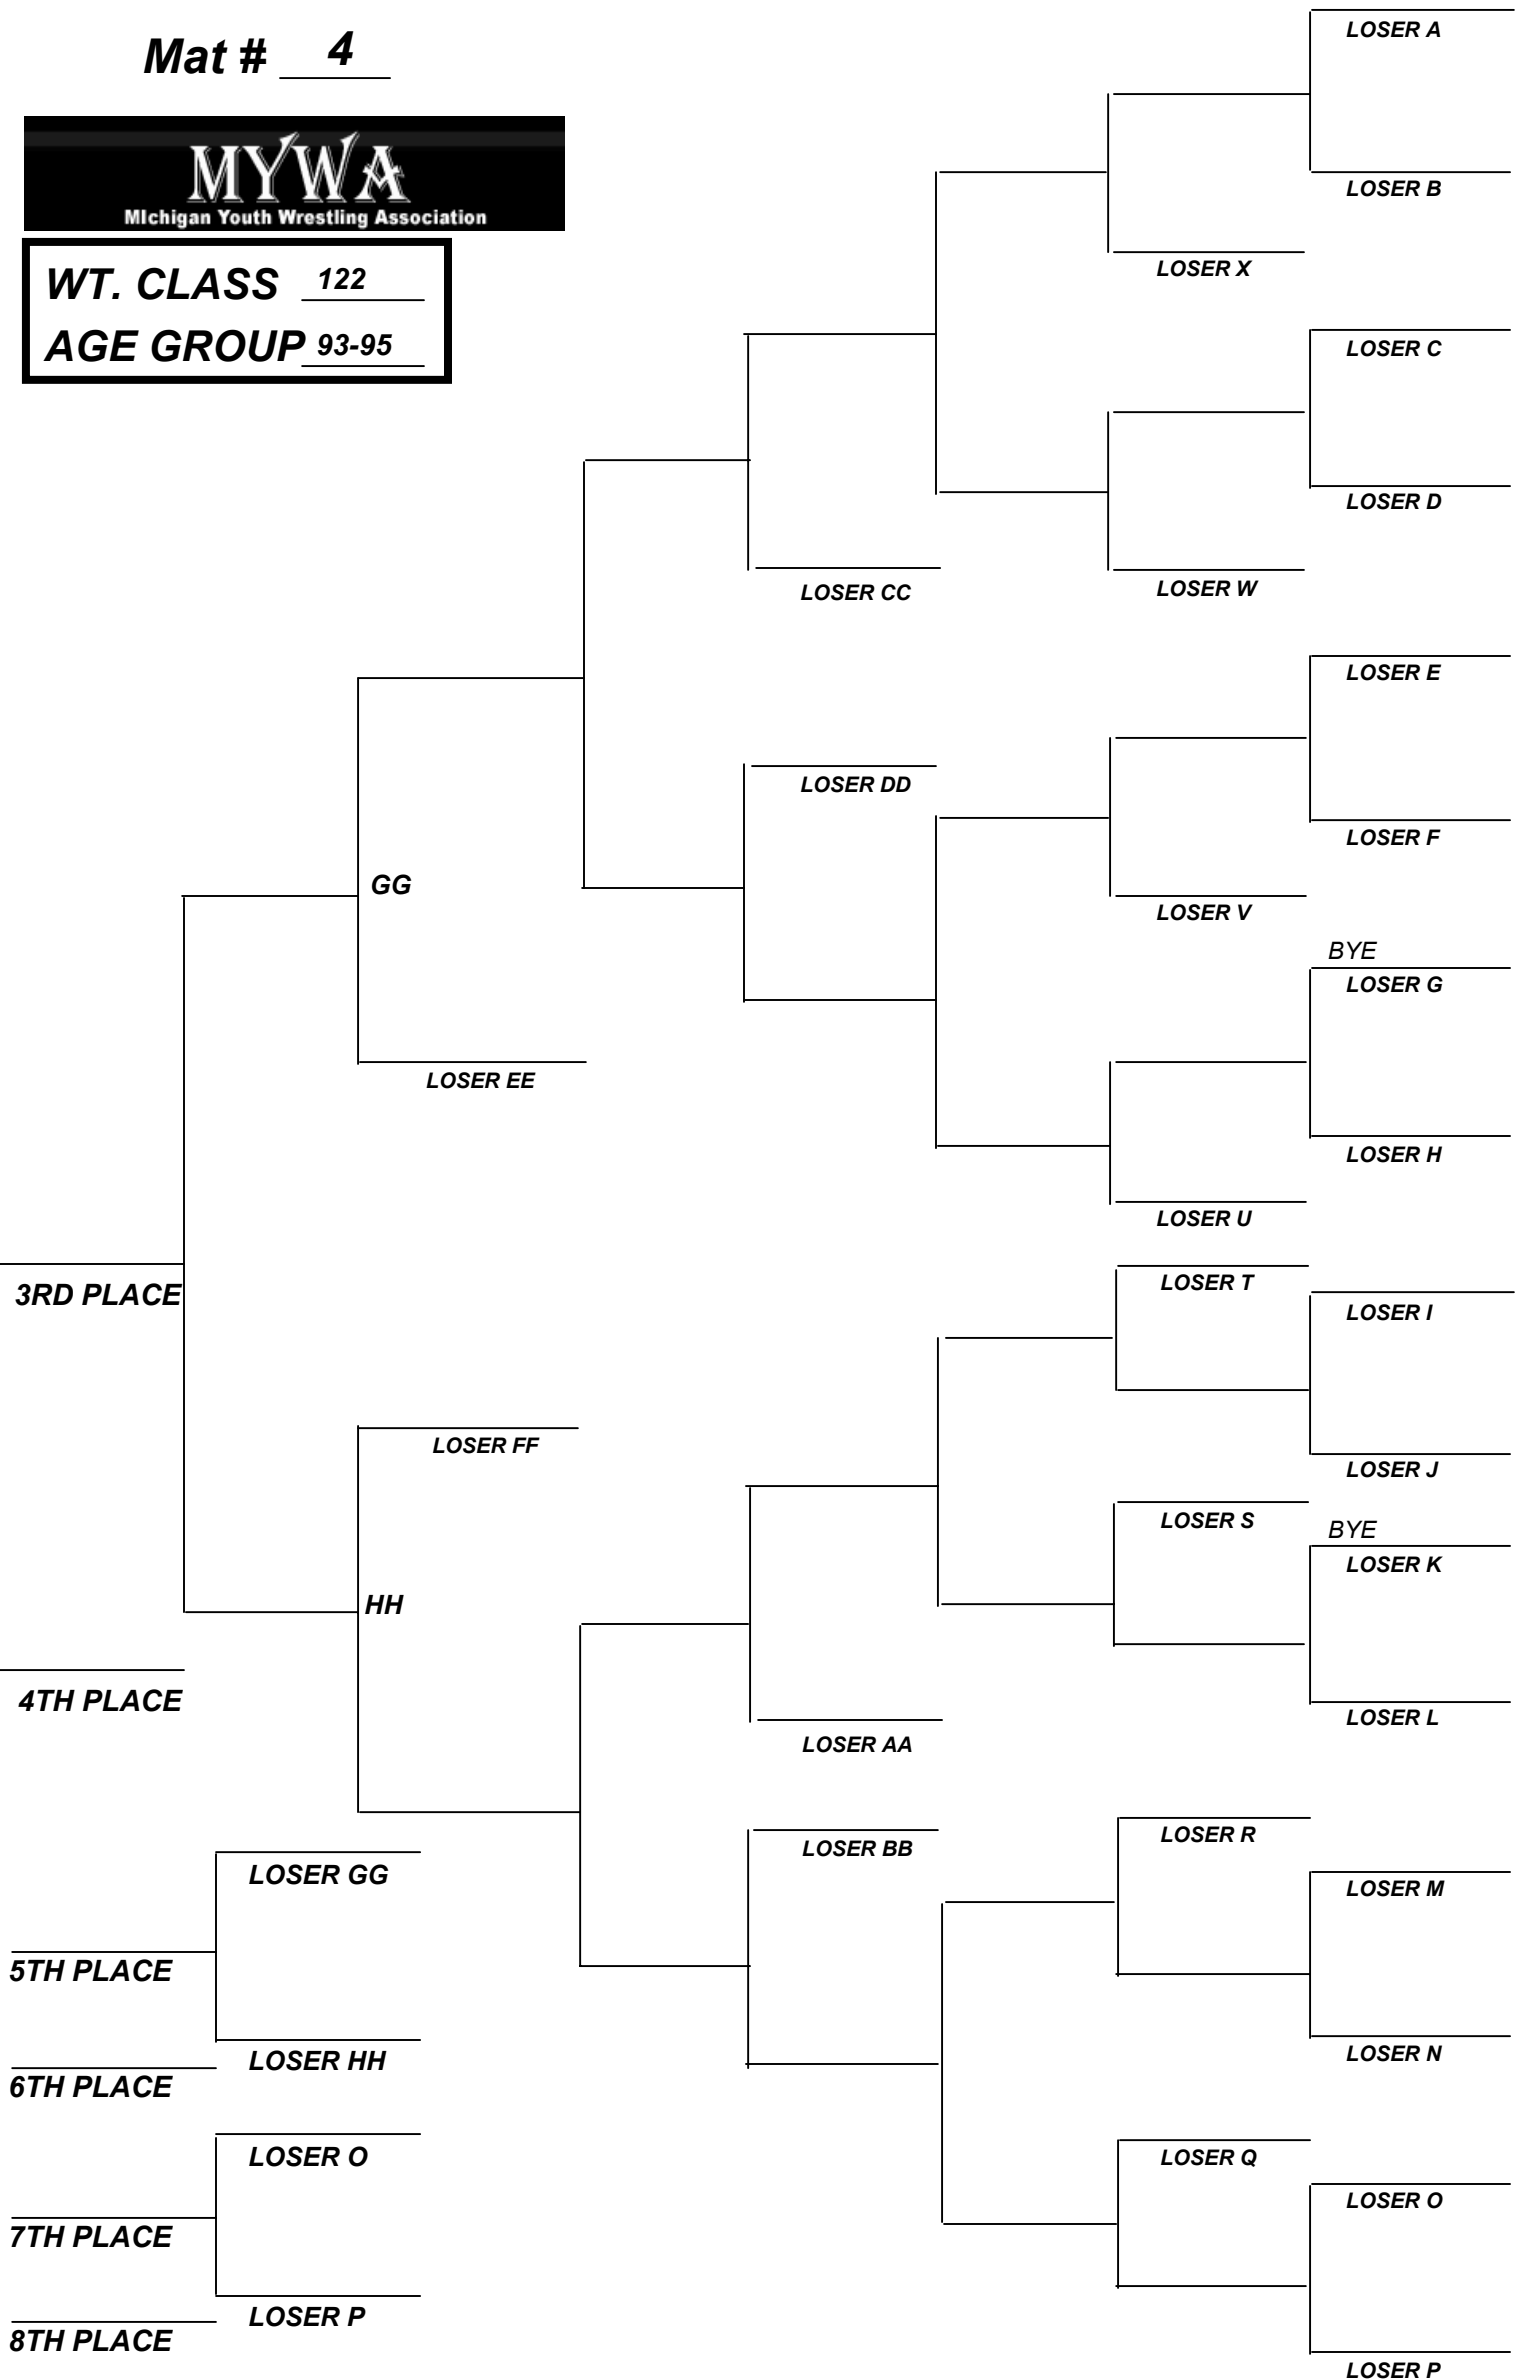 Mat # 4
MYWA
MIchigan Youth Wrestling Association
WT. CLASS 122
AGE GROUP 93-95
LOSER A
LOSER B
LOSER X
LOSER C
LOSER D
LOSER CC
LOSER W
LOSER E
LOSER DD
LOSER F
GG
LOSER V
BYE
LOSER G
LOSER EE
LOSER H
LOSER U
LOSER T
3RD PLACE
LOSER I
LOSER FF
LOSER J
LOSER S
BYE
LOSER K
HH
4TH PLACE
LOSER L
LOSER AA
LOSER R
LOSER BB
LOSER GG
LOSER M
5TH PLACE
LOSER N
LOSER HH
6TH PLACE
LOSER O
LOSER Q
LOSER O
7TH PLACE
LOSER P
8TH PLACE
LOSER P